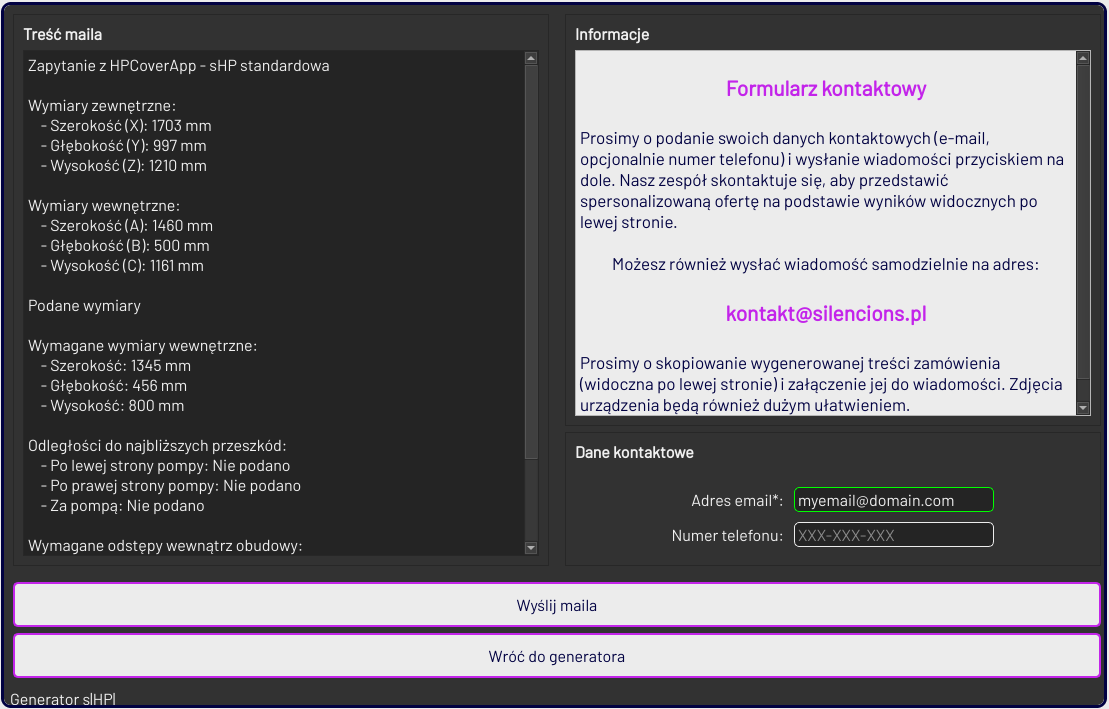 Treść maila
Zapytanie z HPCoverApp - sHP standardowa
Wymiary zewnętrzne:
- Szerokość (X): 1703 mm
- Głębokość (Y): 997 mm
- Wysokość (Z): 1210 mm
Wymiary wewnętrzne:
- Szerokość (A): 1460 mm
- Głębokość (B): 500 mm
- Wysokość (C): 1161 mm
Podane wymiary
Wymagane wymiary wewnętrzne:
- Szerokość: 1345 mm
- Głębokość: 456 mm
- Wysokość: 800 mm
Odległości do najbliższych przeszkód:
- Po lewej strony pompy: Nie podano
- Po prawej strony pompy: Nie podano
- Za pompą: Nie podano
Wymagane odstępy wewnątrz obudowy:
Informacje
Formularz kontaktowy
Prosimy o podanie swoich danych kontaktowych (e-mail,
opcjonalnie numer telefonu) i wysłanie wiadomości przyciskiem na
dole. Nasz zespół skontaktuje się, aby przedstawić
spersonalizowaną ofertę na podstawie wyników widocznych po
lewej stronie.
Możesz również wysłać wiadomość samodzielnie na adres:
kontakt@silencions.pl
Prosimy o skopiowanie wygenerowanej treści zamówienia
(widoczna po lewej stronie) i załączenie jej do wiadomości. Zdjęcia
urządzenia będą również dużym ułatwieniem.
Dane kontaktowe
Adres email*: myemail@domain.com
Numer telefonu: XXX-XXX-XXX
Wyślij maila
Wróć do generatora
Generator s|HP|